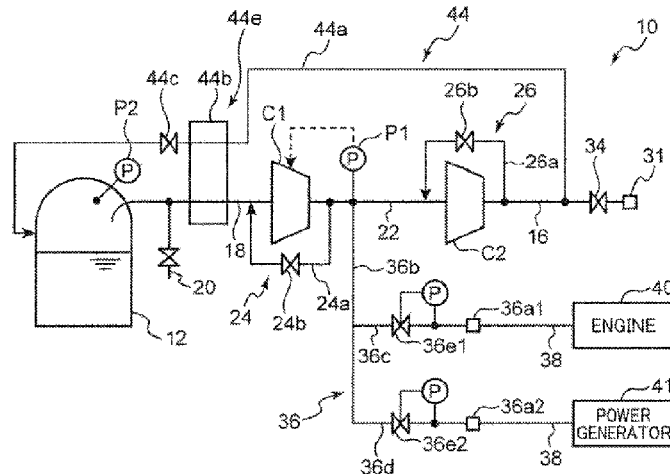 44e
44a
44
10
44c
44b
P2
P
C1
P
P1
26b
26
26a
34
31
18
22
16
C2
20
24
24b
24a
36b
12
P
36a1
40
ENGINE
36c
36e1
38
36
P
36a2
41
POWER
GENERATOR
36d
36e2
38